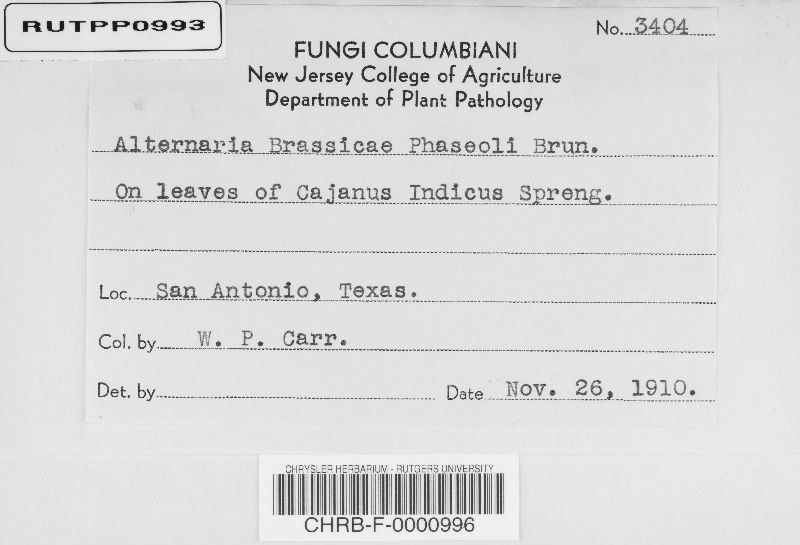 RUTPP0993
No. 3404
FUNGI COLUMBIANI
New Jersey College of Agriculture
Department of Plant Pathology
Alternaria Brassicae Phaseoli Brun.
On leaves of Cajanus Indicus Spreng.
Loc. San Antonio, Texas.
Col. by W. P. Carr.
Det. by Date Nov. 26, 1910.
CHRYSLER HERBARIUM - RUTGERS UNIVERSITY
CHRB-F-0000996